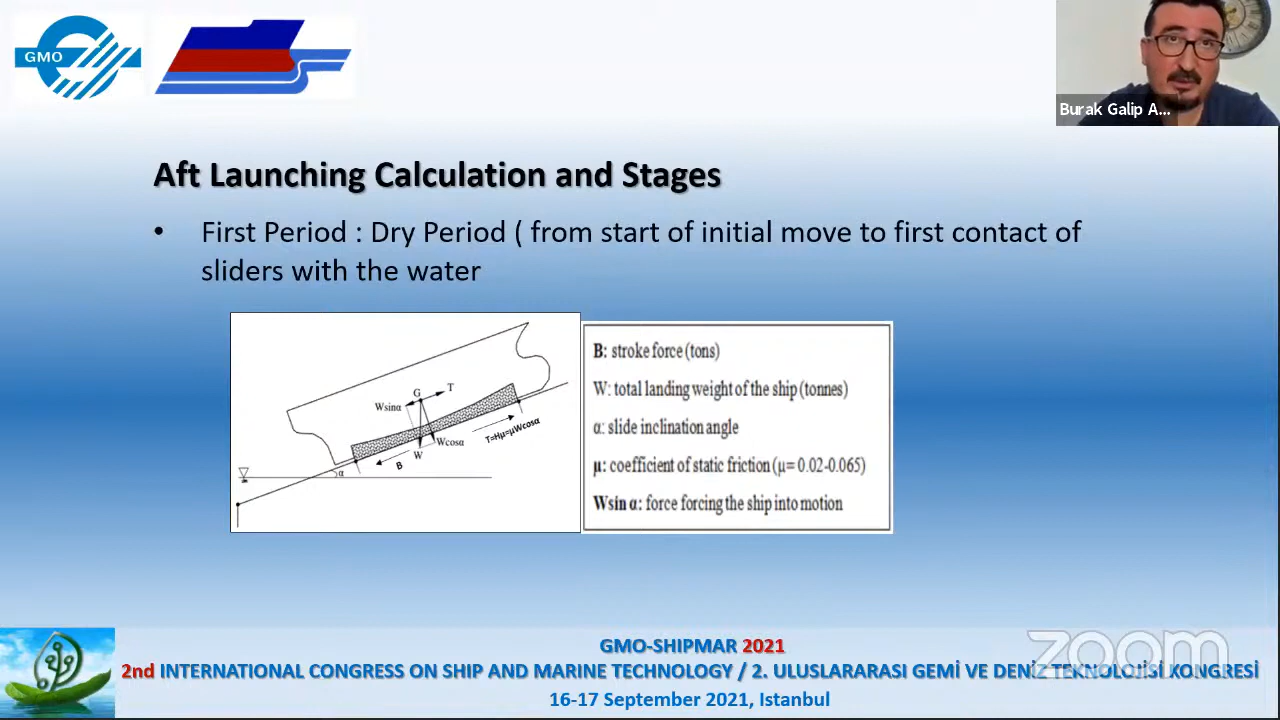 GMO
Burak Galip A...
Aft Launching Calculation and Stages
• First Period : Dry Period ( from start of initial move to first contact of
sliders with the water
G
T
Wsinα
Wcosα
T=Hμ=μWcosα
W
B
α
B: stroke force (tons)
W: total landing weight of the ship (tonnes)
α: slide inclination angle
μ: coefficient of static friction (μ= 0.02-0.065)
Wsin α: force forcing the ship into motion
zoom
GMO-SHIPMAR 2021
2nd INTERNATIONAL CONGRESS ON SHIP AND MARINE TECHNOLOGY / 2. ULUSLARARASI GEMİ VE DENİZ TEKNOLOJİSİ KONGRESİ
16-17 September 2021, Istanbul